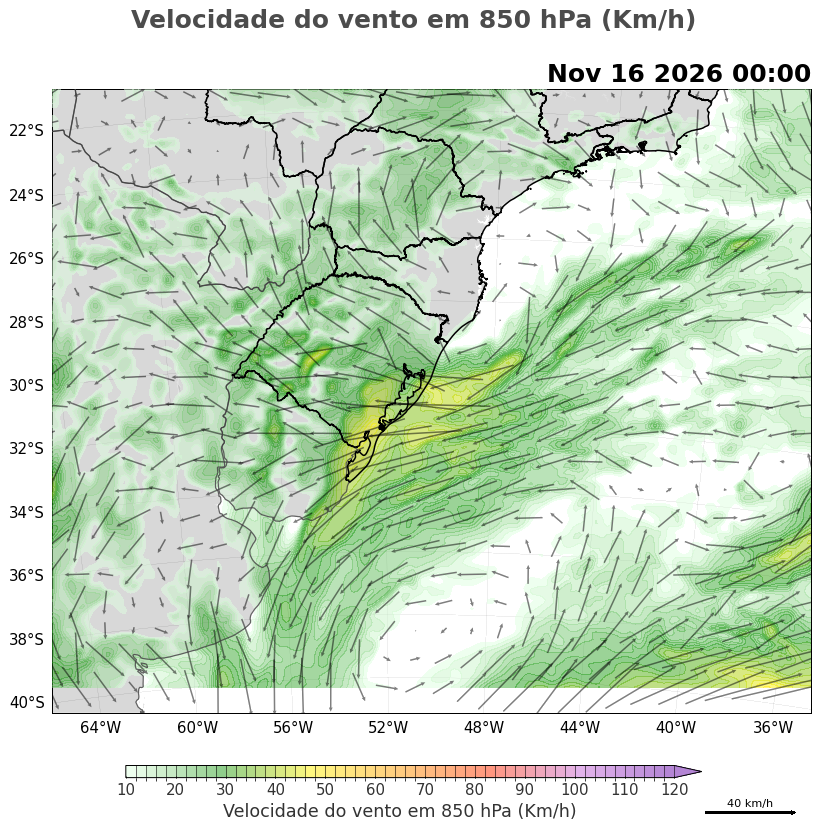 Velocidade do vento em 850 hPa (Km/h)
Nov 16 2026 00:00
22°S
24°S
26°S
28°S
30°S
32°S
34°S
36°S
38°S
40°S
64°W 60°W 56°W 52°W 48°W 44°W 40°W 36°W
10 20 30 40 50 60 70 80 90 100 110 120
Velocidade do vento em 850 hPa (Km/h)
40 km/h